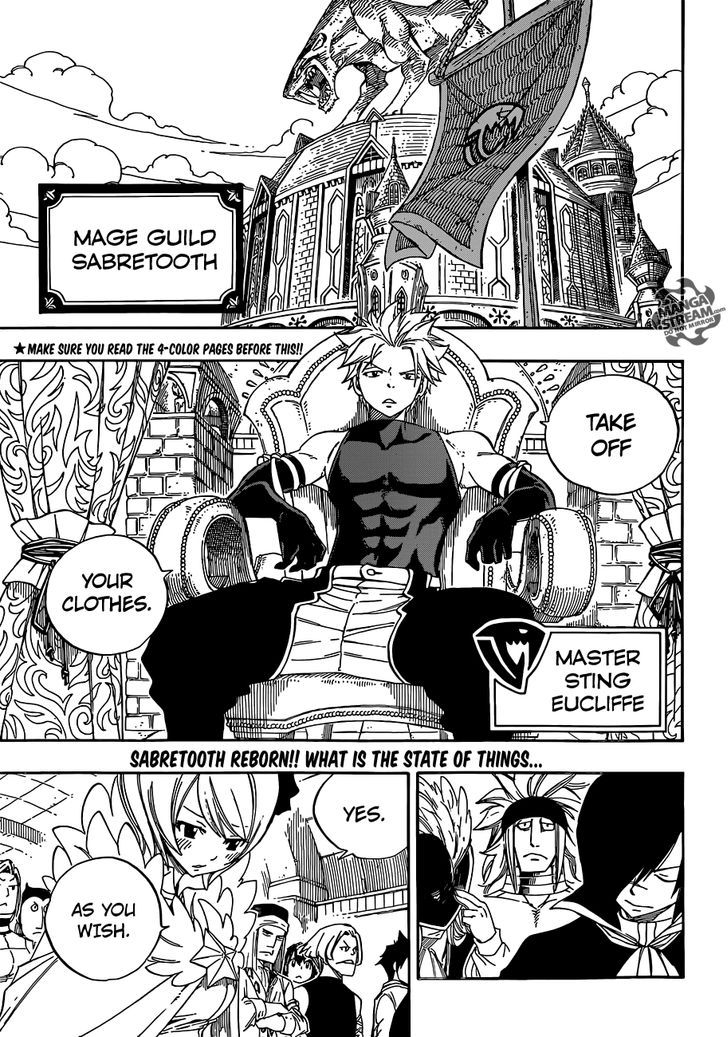 MAGE GUILD
SABRETOOTH
MANGA
STREAM.com
DO NOT MIRROR
★MAKE SURE YOU READ THE 4-COLOR PAGES BEFORE THIS!!
TAKE
OFF
YOUR
CLOTHES.
MASTER
STING
EUCLIFFE
SABRETOOTH REBORN!! WHAT IS THE STATE OF THINGS...
YES.
AS YOU
WISH.